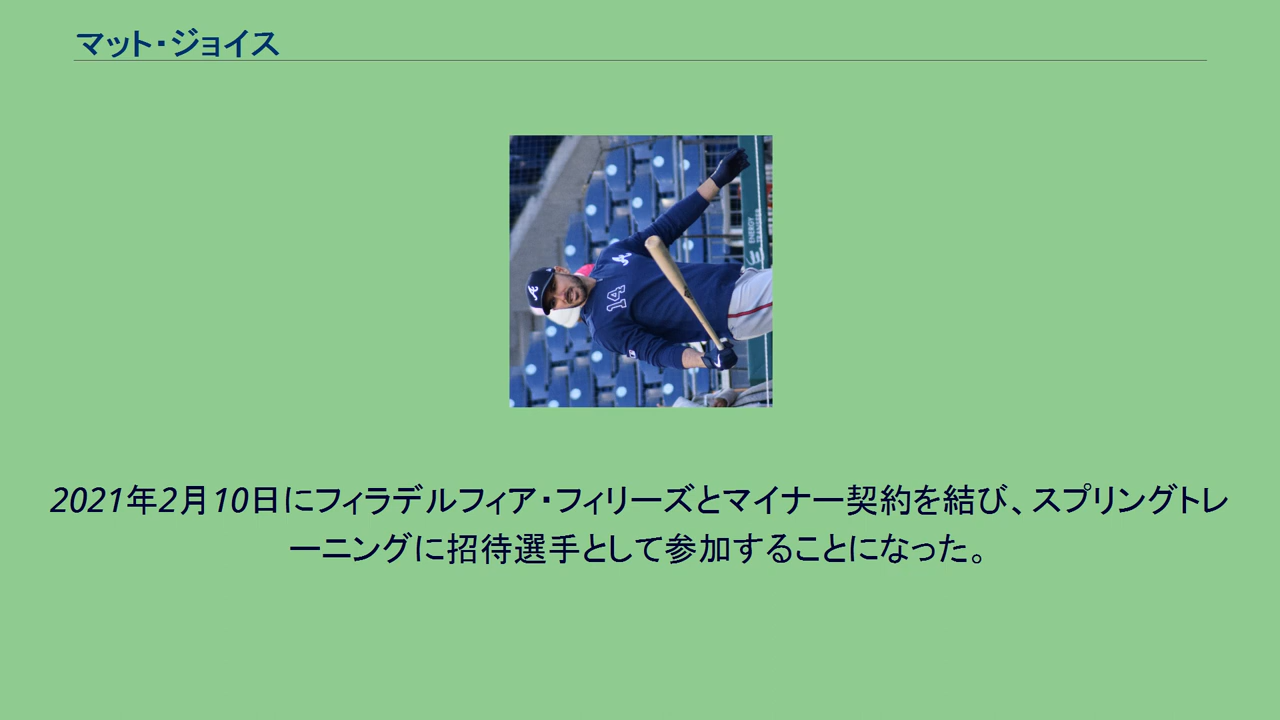 マット・ジョイス
14
ENERGY
TRANSFER
2021年2月10日にフィラデルフィア・フィリーズとマイナー契約を結び、スプリングトレ
ーニングに招待選手として参加することになった。